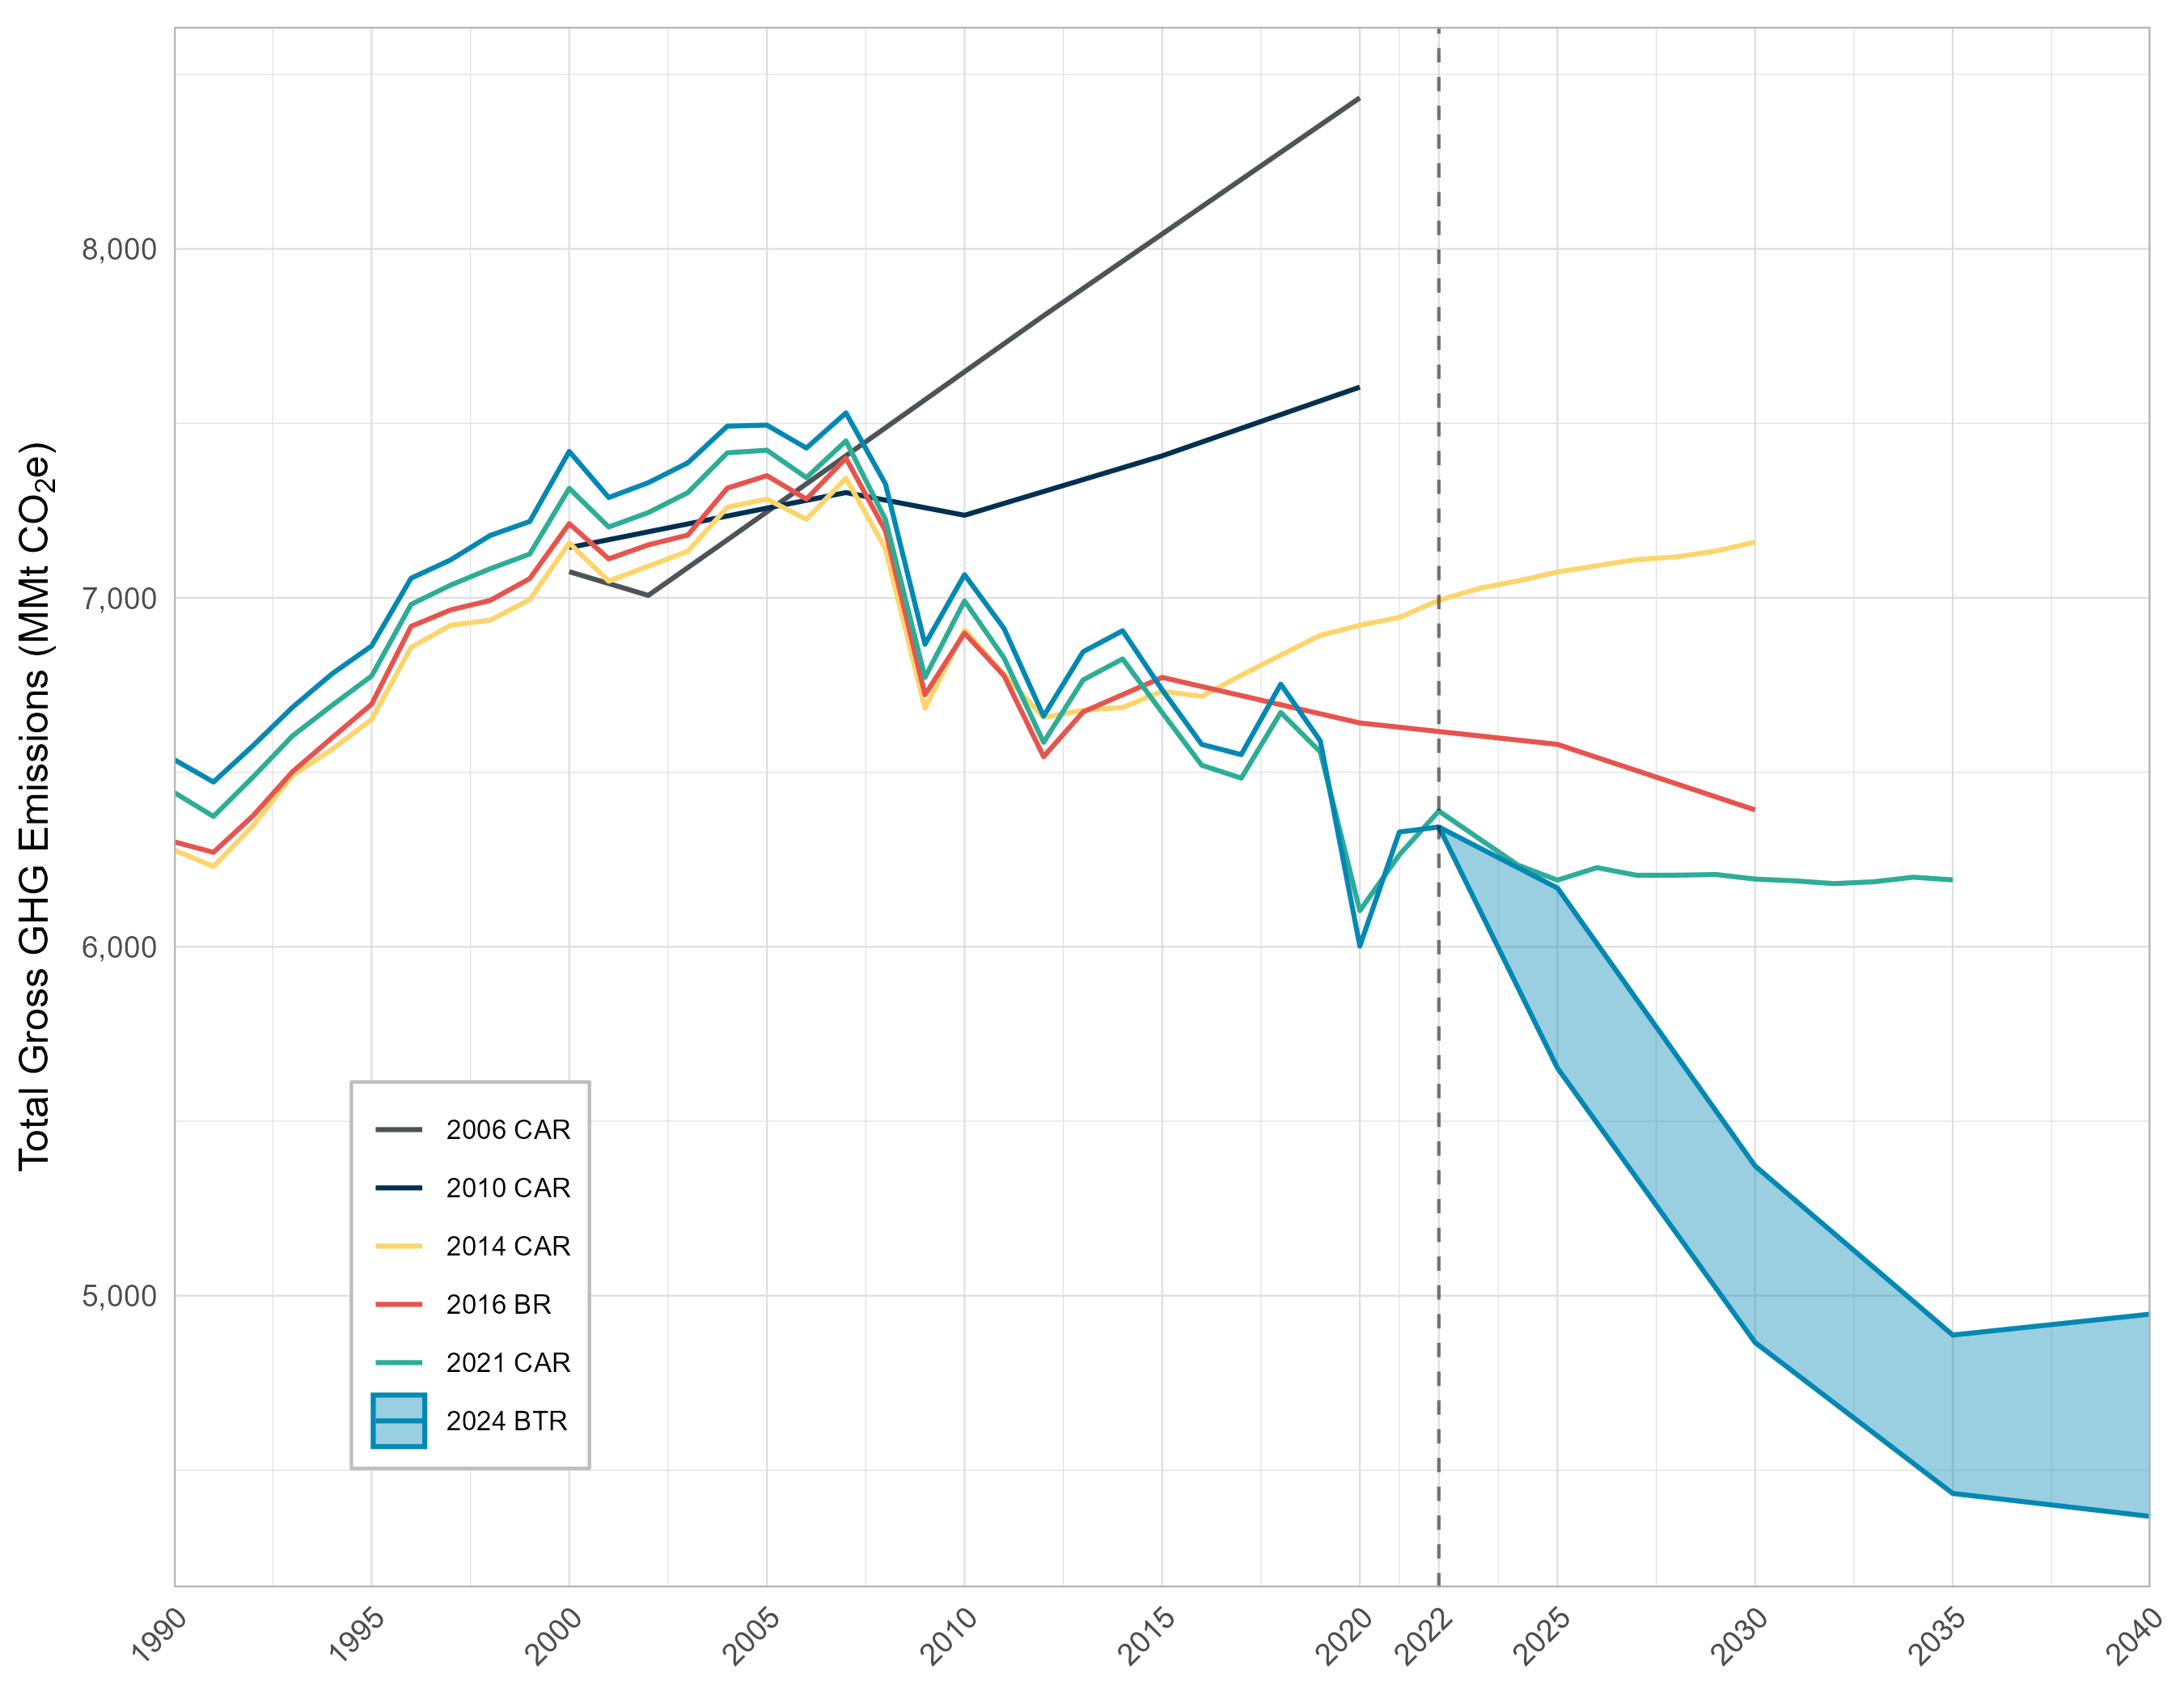 Total Gross GHG Emissions (MMt CO₂e)
8,000
7,000
6,000
5,000
2006 CAR
2010 CAR
2014 CAR
2016 BR
2021 CAR
2024 BTR
1990 1995 2000 2005 2010 2015 2020 2022 2025 2030 2035 2040